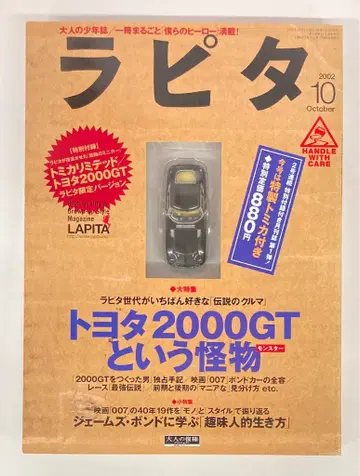 大人の少年誌/一冊まるごと「僕らのヒーロー」満載!
ラピタ
2002
10
October
HANDLE
WITH
CARE
【特別付録】
トミカリミテッド
トヨタ2000GT
ラピタ限定バージョン
Magazine
LAPITA
今号は特製トミカ付き
◆特別定価880円
◆大特集
ラピタ世代がいちばん好きな「伝説のクルマ」
トヨタ2000GT
という怪物
モンスター
「2000GTをつくった男」独占手記/映画「007」ボンドカーの全容
レース「最強伝説」/前期と後期の「マニアな」見分け方 etc.
◆小特集
映画「007」の40年19作を「モノ」と「スタイル」で振り返る
ジェームズ・ボンドに学ぶ「趣味人的生き方」